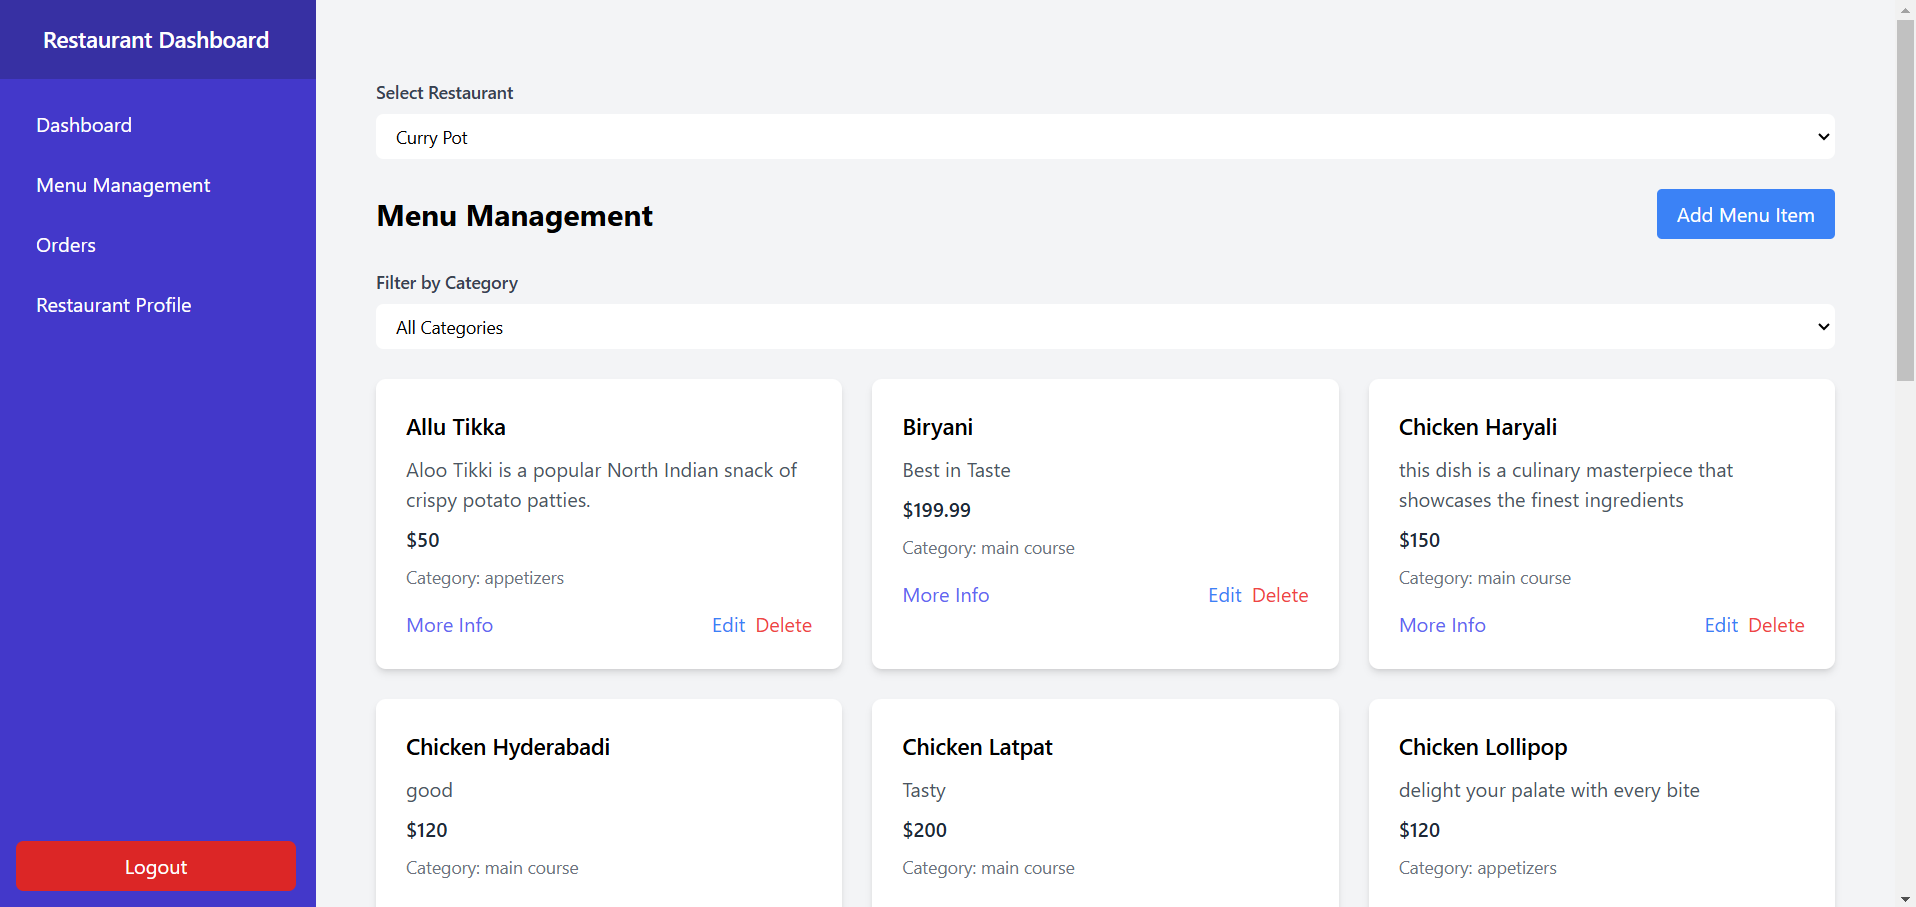 Restaurant Dashboard
Dashboard
Menu Management
Orders
Restaurant Profile
Logout
Select Restaurant
Curry Pot
Menu Management
Add Menu Item
Filter by Category
All Categories
Allu Tikka
Aloo Tikki is a popular North Indian snack of
crispy potato patties.
$50
Category: appetizers
More Info
Edit Delete
Biryani
Best in Taste
$199.99
Category: main course
More Info
Edit Delete
Chicken Haryali
this dish is a culinary masterpiece that
showcases the finest ingredients
$150
Category: main course
More Info
Edit Delete
Chicken Hyderabadi
good
$120
Category: main course
Chicken Latpat
Tasty
$200
Category: main course
Chicken Lollipop
delight your palate with every bite
$120
Category: appetizers